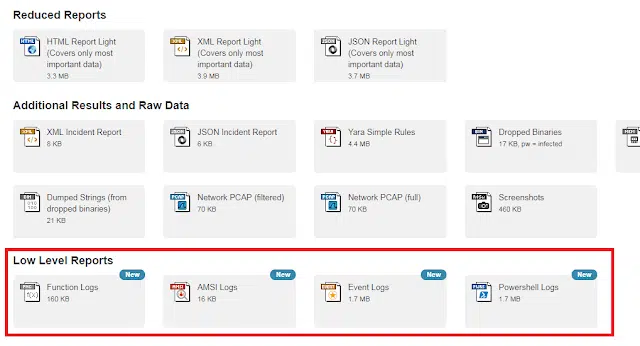 Reduced Reports
HTML Report Light
(Covers only most
important data)
3.3 MB
XML Report Light
(Covers only most
important data)
3.9 MB
JSON Report Light
(Covers only most
important data)
3.7 MB
Additional Results and Raw Data
XML Incident Report
8 KB
JSON Incident Report
6 KB
Yara Simple Rules
4.4 MB
Dropped Binaries
17 KB, pw = infected
Dumped Strings (from
dropped binaries)
21 KB
Network PCAP (filtered)
70 KB
Network PCAP (full)
70 KB
Screenshots
460 KB
Low Level Reports
New
Function Logs
160 KB
New
AMSI Logs
16 KB
New
Event Logs
1.7 MB
New
Powershell Logs
1.7 MB